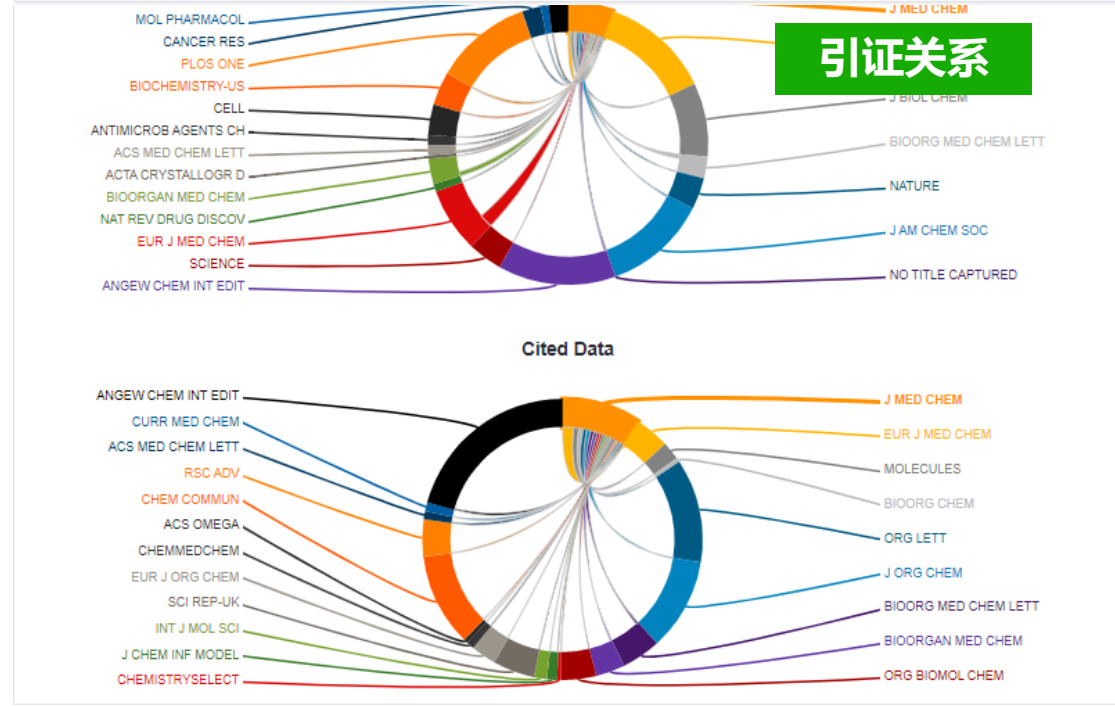 MOL PHARMACOL
CANCER RES
PLOS ONE
BIOCHEMISTRY-US
CELL
ANTIMICROB AGENTS CH
ACS MED CHEM LETT
ACTA CRYSTALLOGR D
BIOORGAN MED CHEM
NAT REV DRUG DISCOV
EUR J MED CHEM
SCIENCE
ANGEW CHEM INT EDIT
J MED CHEM
引证关系
J BIOL CHEM
BIOORG MED CHEM LETT
NATURE
J AM CHEM SOC
NO TITLE CAPTURED
Cited Data
ANGEW CHEM INT EDIT
CURR MED CHEM
ACS MED CHEM LETT
RSC ADV
CHEM COMMUN
ACS OMEGA
CHEMMEDCHEM
EUR J ORG CHEM
SCI REP-UK
INT J MOL SCI
J CHEM INF MODEL
CHEMISTRYSELECT
J MED CHEM
EUR J MED CHEM
MOLECULES
BIOORG CHEM
ORG LETT
J ORG CHEM
BIOORG MED CHEM LETT
BIOORGAN MED CHEM
ORG BIOMOL CHEM